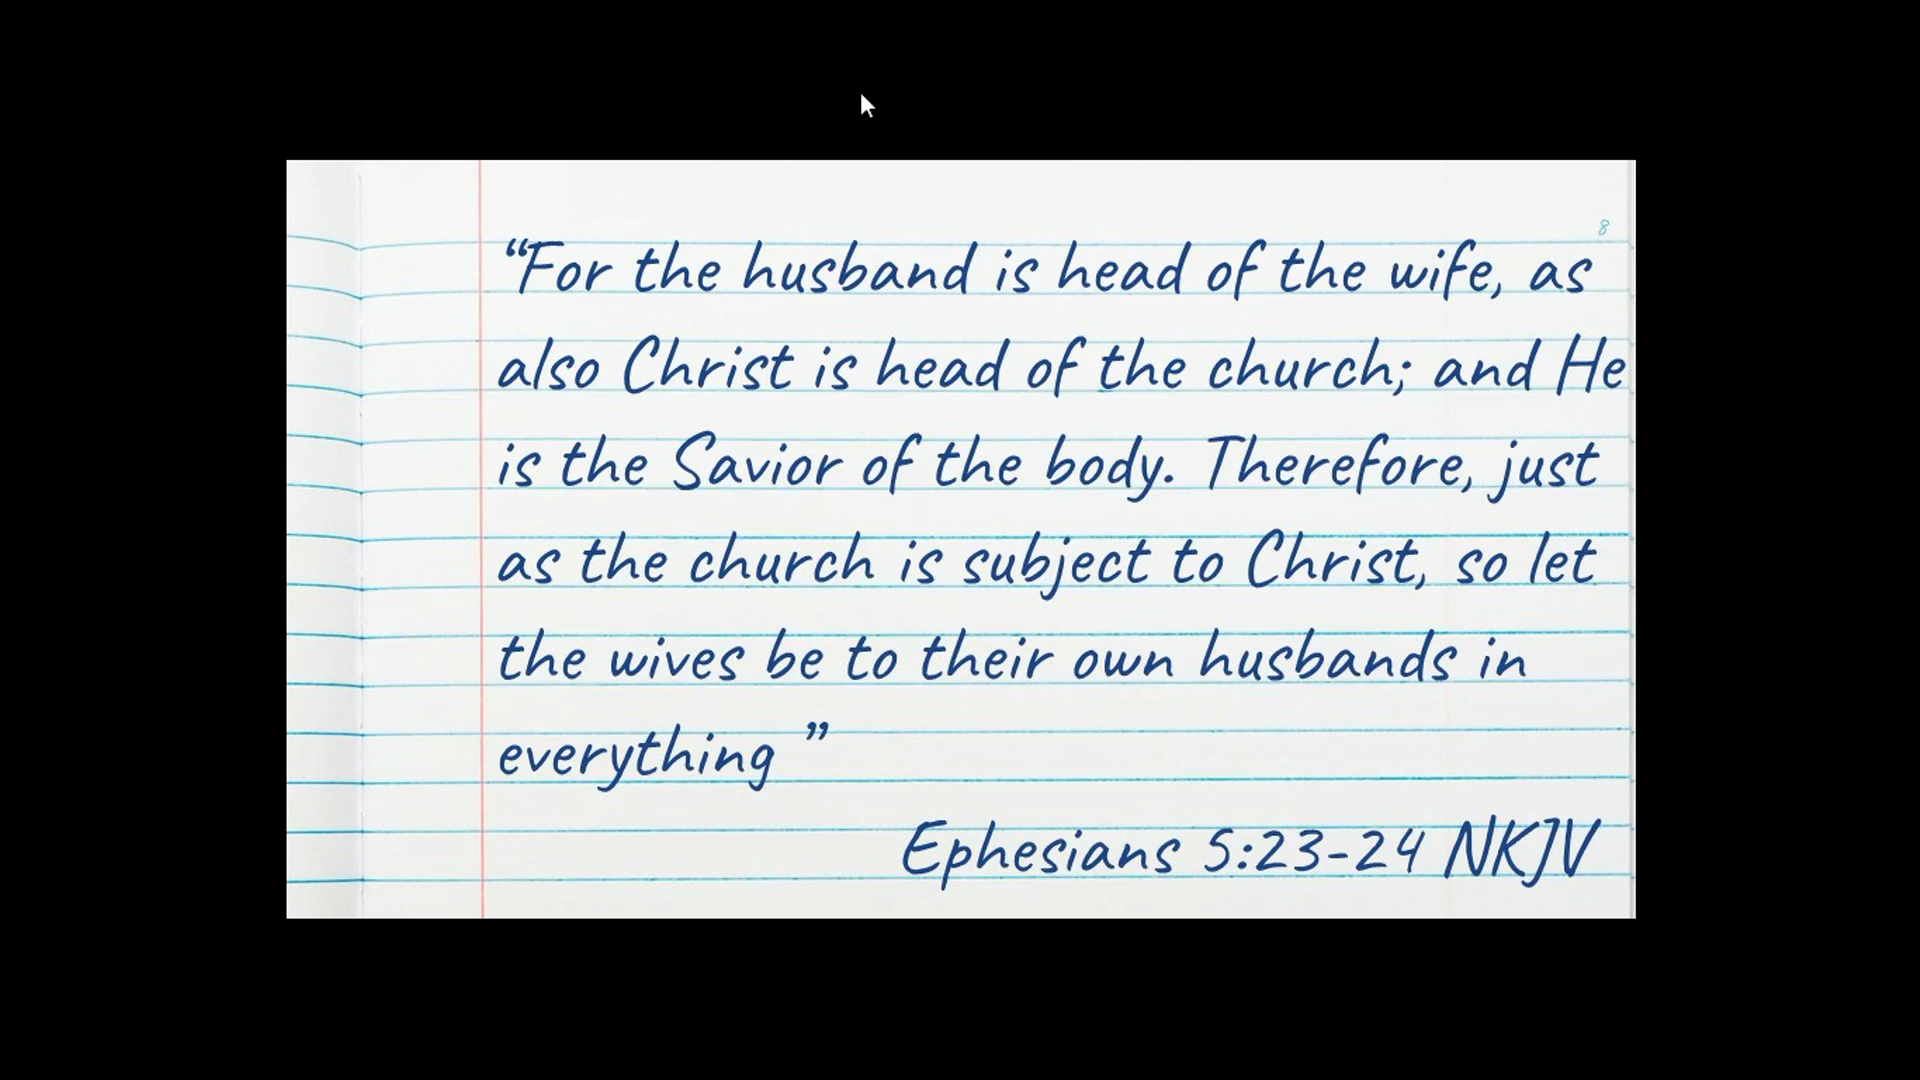 8
“For the husband is head of the wife, as
also Christ is head of the church; and He
is the Savior of the body. Therefore, just
as the church is subject to Christ, so let
the wives be to their own husbands in
everything ”
Ephesians 5:23-24 NKJV